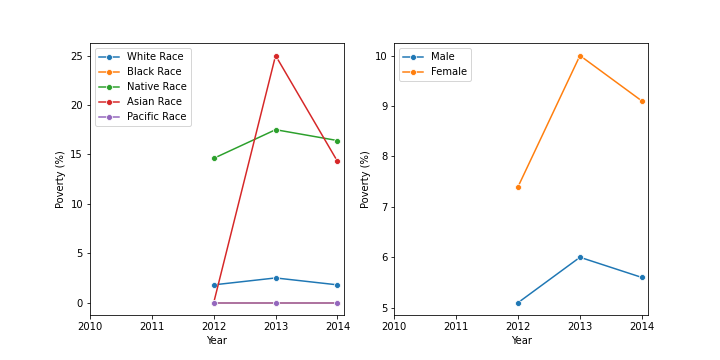 White Race
Black Race
Native Race
Asian Race
Pacific Race
25
20
15
10
5
0
Poverty (%)
2010 2011 2012 2013 2014
Year
Male
Female
10
9
8
7
6
5
Poverty (%)
2010 2011 2012 2013 2014
Year